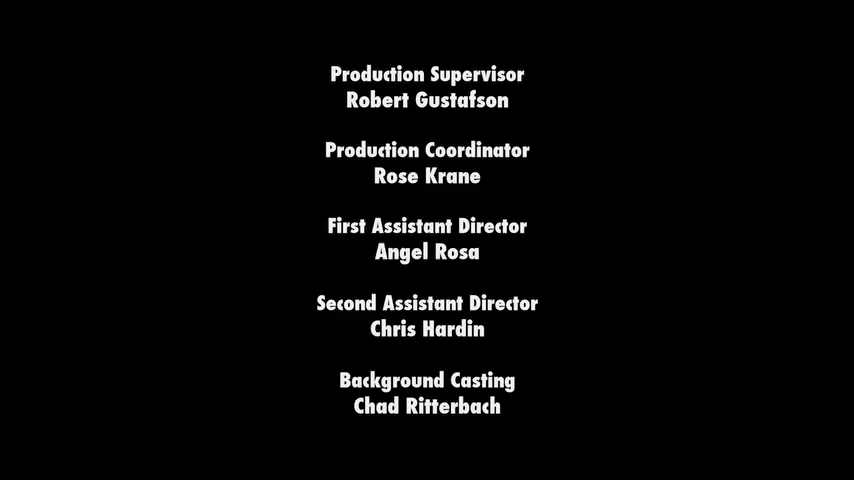 Production Supervisor
Robert Gustafson
Production Coordinator
Rose Krane
First Assistant Director
Angel Rosa
Second Assistant Director
Chris Hardin
Background Casting
Chad Ritterbach